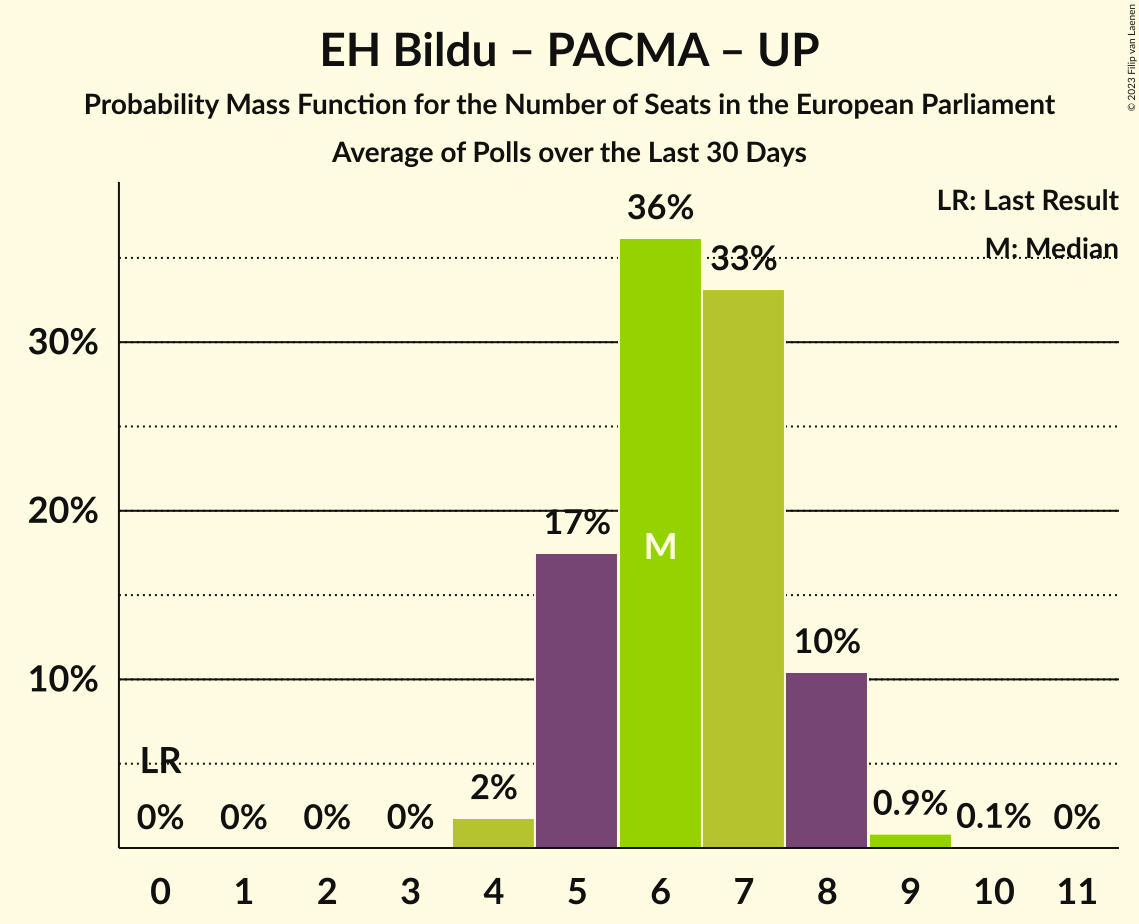 EH Bildu – PACMA – UP
Probability Mass Function for the Number of Seats in the European Parliament
Average of Polls over the Last 30 Days
© 2023 Filip van Laenen
LR: Last Result
M: Median
30%
20%
10%
LR
0%
0%
0%
0%
2%
17%
36%
M
33%
10%
0.9%
0.1%
0%
0 1 2 3 4 5 6 7 8 9 10 11